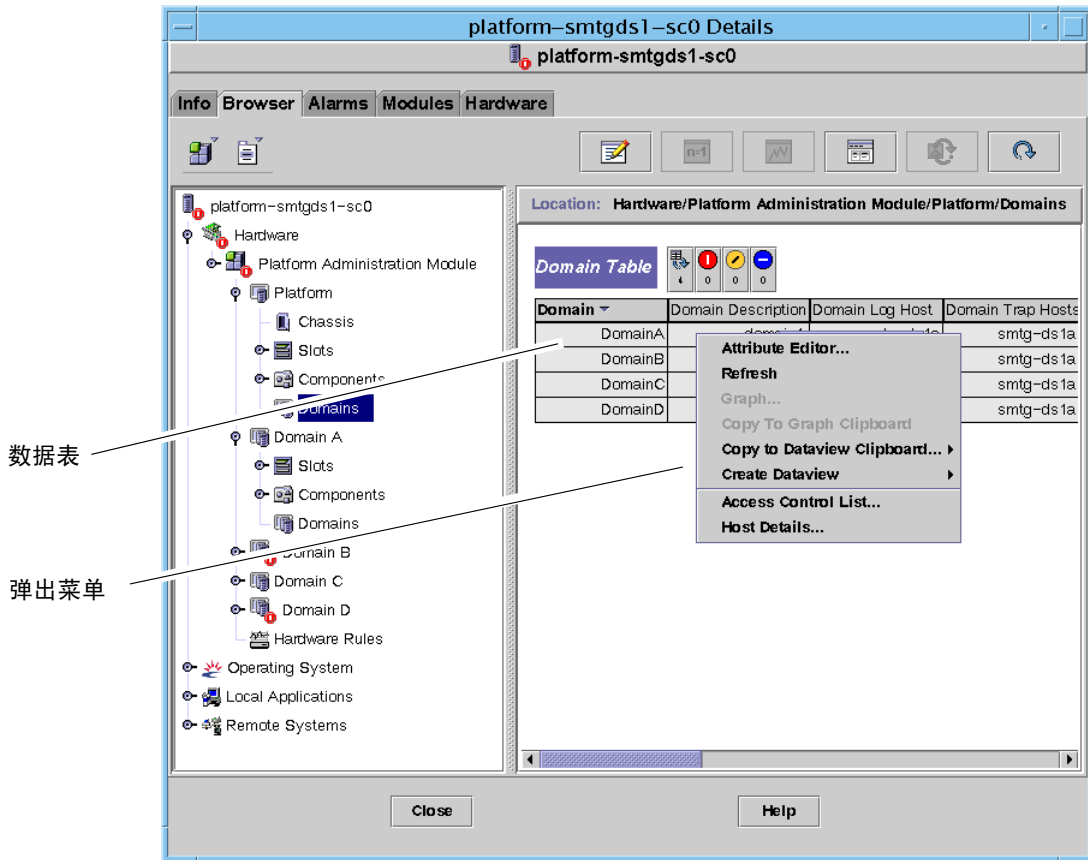 platform-smtgds1-sc0 Details
platform-smtgds1-sc0
Info Browser Alarms Modules Hardware
n=1
platform-smtgds1-sc0
Hardware
Platform Administration Module
Platform
Chassis
Slots
Components
Domains
Domain A
Slots
Components
Domains
Domain B
Domain C
Domain D
Hardware Rules
Operating System
Local Applications
Remote Systems
Location: Hardware/Platform Administration Module/Platform/Domains
Domain Table
4 0 0 0
Domain Domain Description Domain Log Host Domain Trap Hosts
DomainA smtg-ds1a
DomainB smtg-ds1a
DomainC smtg-ds1a
DomainD smtg-ds1a
Attribute Editor...
Refresh
Graph...
Copy To Graph Clipboard
Copy to Dataview Clipboard...
Create Dataview
Access Control List...
Host Details...
数据表
弹出菜单
Close Help